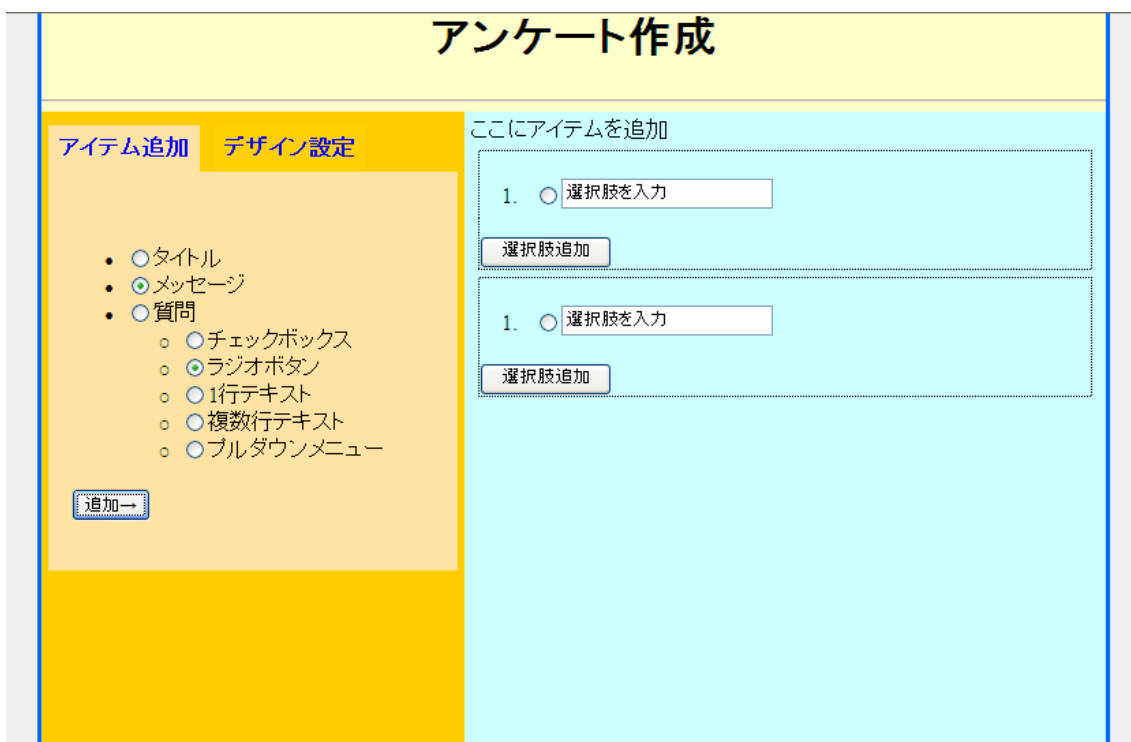 アンケート作成
アイテム追加 デザイン設定
タイトル
メッセージ
質問
チェックボックス
ラジオボタン
1行テキスト
複数行テキスト
プルダウンメニュー
追加→
ここにアイテムを追加
1. 選択肢を入力
選択肢追加
1. 選択肢を入力
選択肢追加